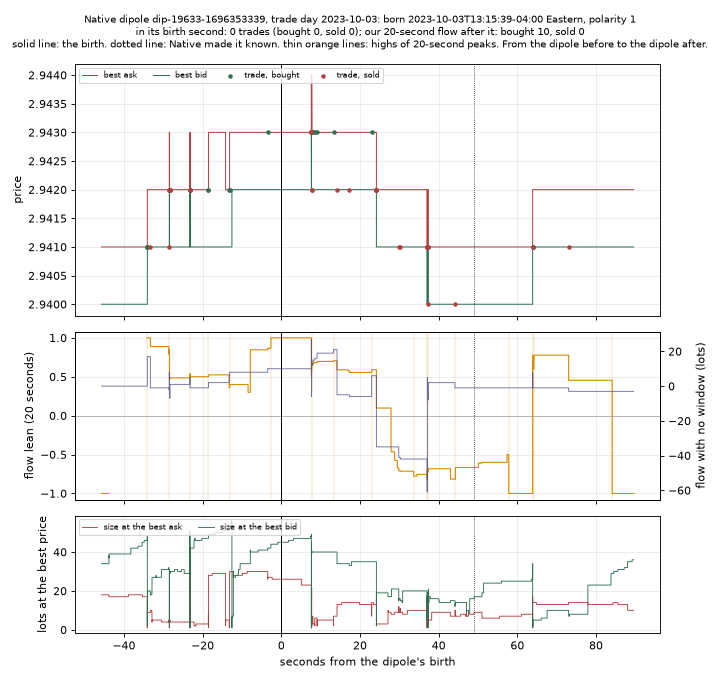 Native dipole dip-19633-1696353339, trade day 2023-10-03: born 2023-10-03T13:15:39-04:00 Eastern, polarity 1
in its birth second: 0 trades (bought 0, sold 0); our 20-second flow after it: bought 10, sold 0
solid line: the birth. dotted line: Native made it known. thin orange lines: highs of 20-second peaks. From the dipole before to the dipole after.
best ask best bid trade, bought trade, sold
2.9440
2.9435
2.9430
2.9425
2.9420
2.9415
2.9410
2.9405
2.9400
price
1.0
0.5
0.0
−0.5
−1.0
flow lean (20 seconds)
20
0
−20
−40
−60
flow with no window (lots)
size at the best ask size at the best bid
40
20
0
lots at the best price
−40 −20 0 20 40 60 80
seconds from the dipole's birth